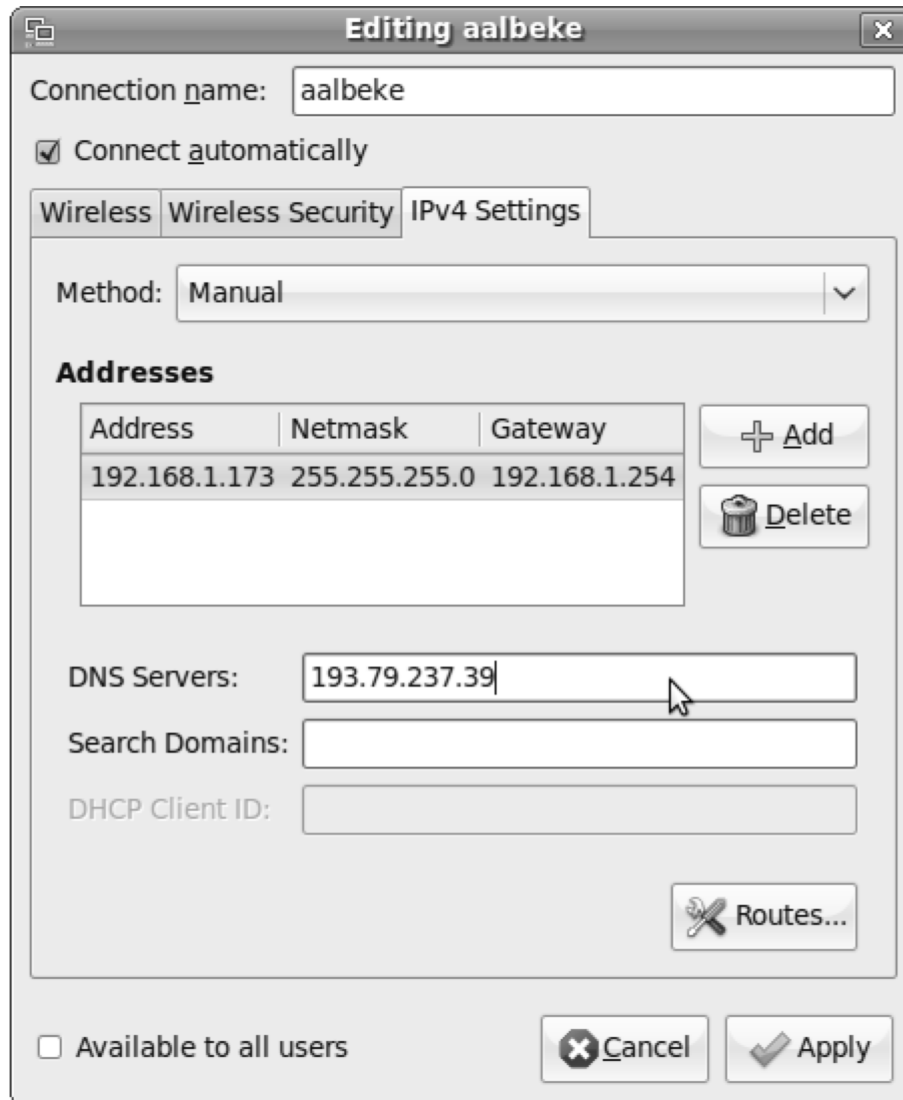 Editing aalbeke
Connection name: aalbeke
Connect automatically
Wireless Wireless Security IPv4 Settings
Method: Manual
Addresses
Address Netmask Gateway
192.168.1.173 255.255.255.0 192.168.1.254
Add
Delete
DNS Servers: 193.79.237.39
Search Domains:
DHCP Client ID:
Routes...
Available to all users
Cancel
Apply